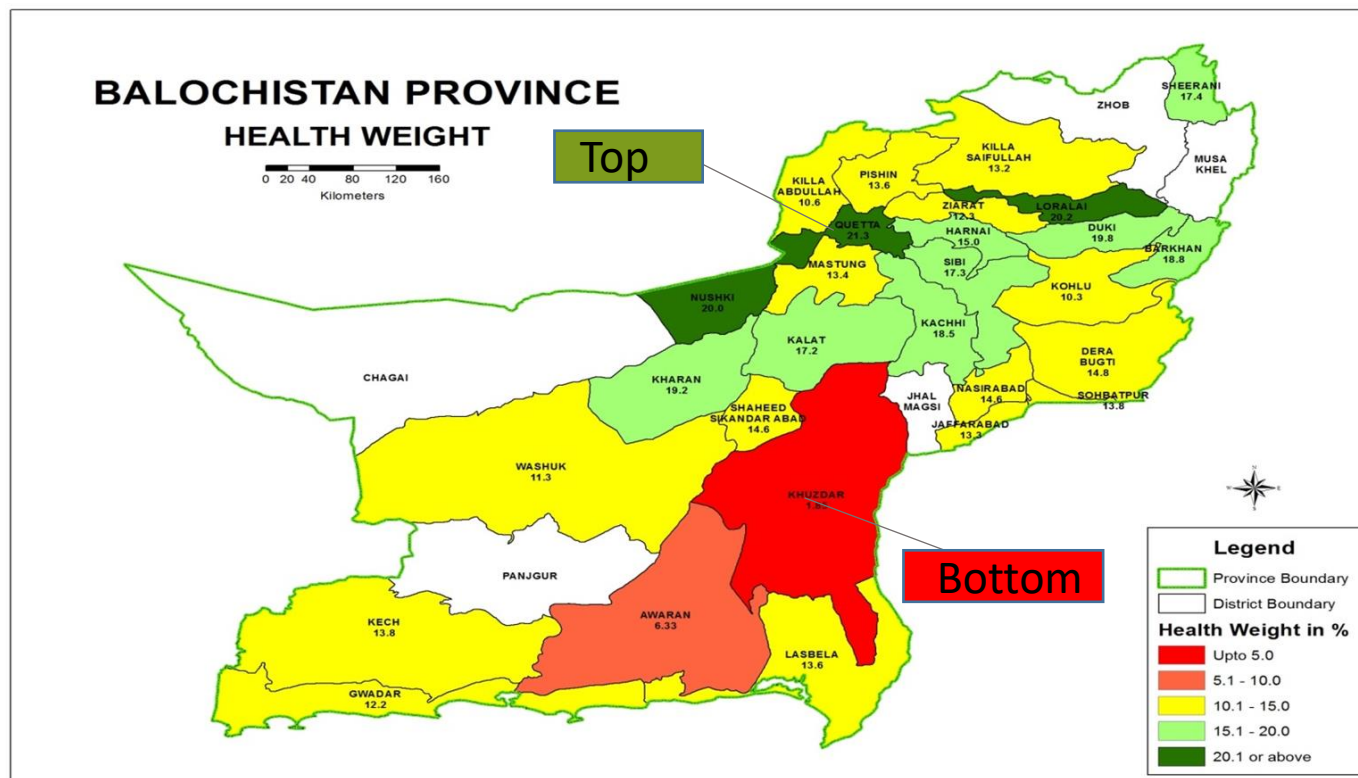 BALOCHISTAN PROVINCE
HEALTH WEIGHT
0 20 40 80 120 160
Kilometers
Top
SHEERANI
17.4
ZHOB
MUSA
KHEL
KILLA
SAIFULLAH
13.2
PISHIN
13.6
KILLA
ABDULLAH
10.6
ZIARAT
12.3
LORALAI
20.2
QUETTA
21.3
HARNAI
15.0
DUKI
19.8
BARKHAN
18.8
MASTUNG
13.4
SIBI
17.3
KOHLU
10.3
NUSHKI
20.0
KALAT
17.2
KACHHI
18.5
DERA
BUGTI
14.8
CHAGAI
KHARAN
19.2
SHAHEED
SIKANDAR ABAD
14.6
JHAL
MAGSI
NASIRABAD
14.6
SOHBATPUR
13.8
JAFFARABAD
13.3
WASHUK
11.3
KHUZDAR
PANJGUR
Bottom
KECH
13.8
AWARAN
6.33
LASBELA
13.6
GWADAR
12.2
W E S
Legend
Province Boundary
District Boundary
Health Weight in %
Upto 5.0
5.1 - 10.0
10.1 - 15.0
15.1 - 20.0
20.1 or above